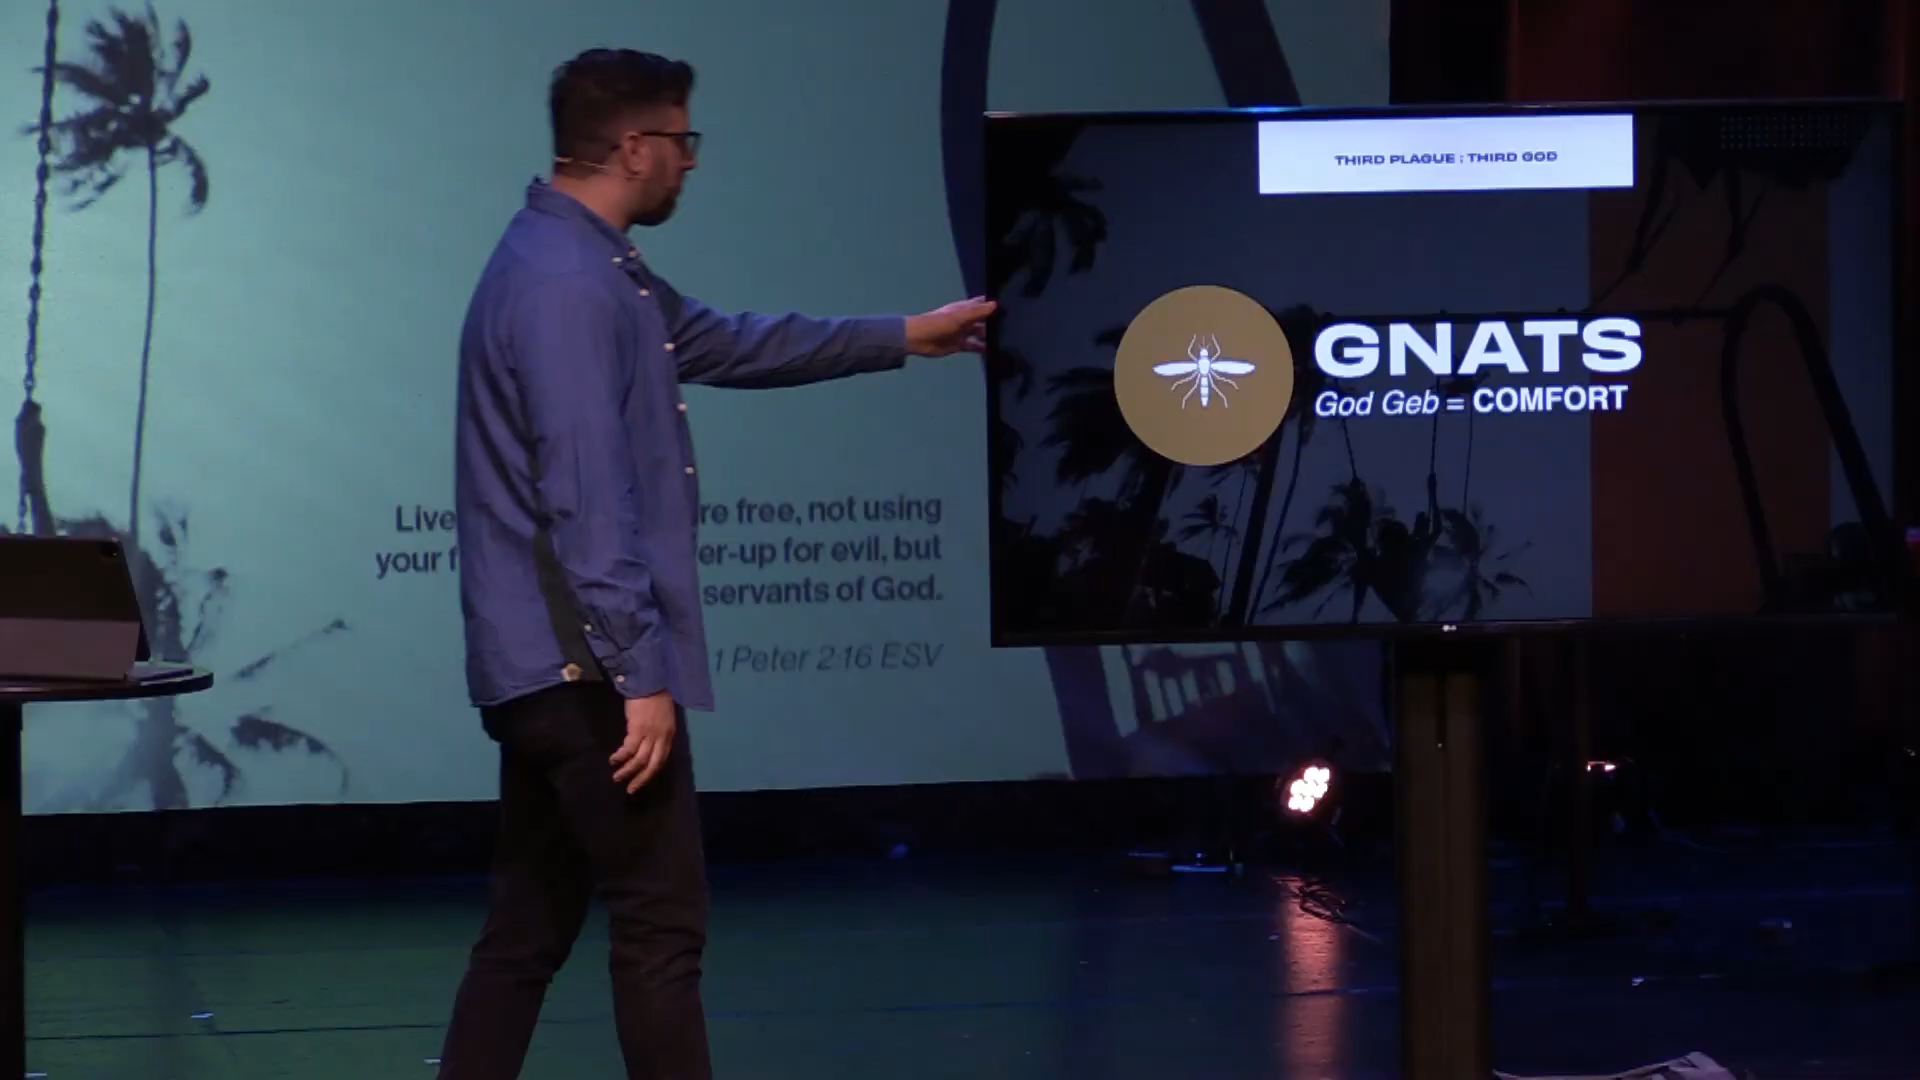 THIRD PLAGUE : THIRD GOD
GNATS
God Geb = COMFORT
Live re free, not using
your f er-up for evil, but
servants of God.
1 Peter 2:16 ESV
LG